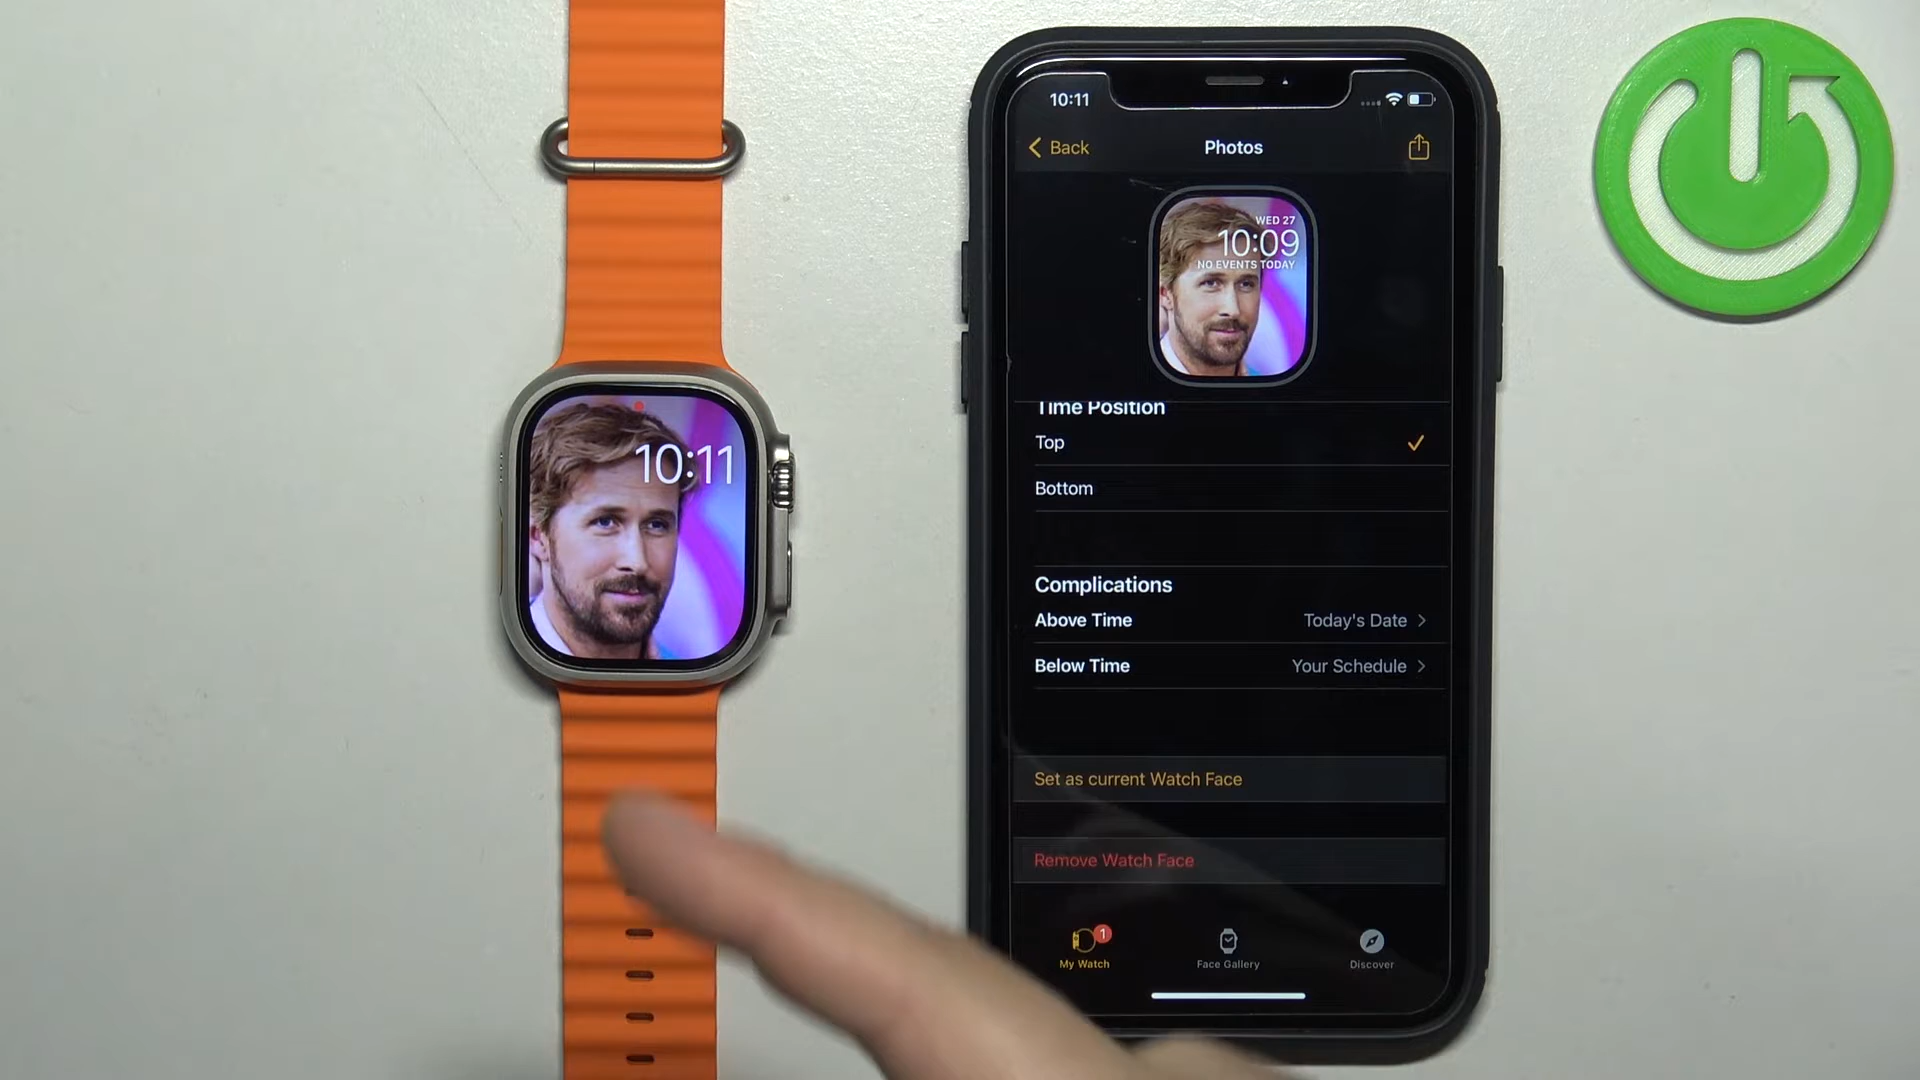 10:11
10:11
Back
Photos
WED 27
10:09
NO EVENTS TODAY
Time Position
Top
Bottom
Complications
Above Time
Today's Date
Below Time
Your Schedule
Set as current Watch Face
Remove Watch Face
1
My Watch
Face Gallery
Discover